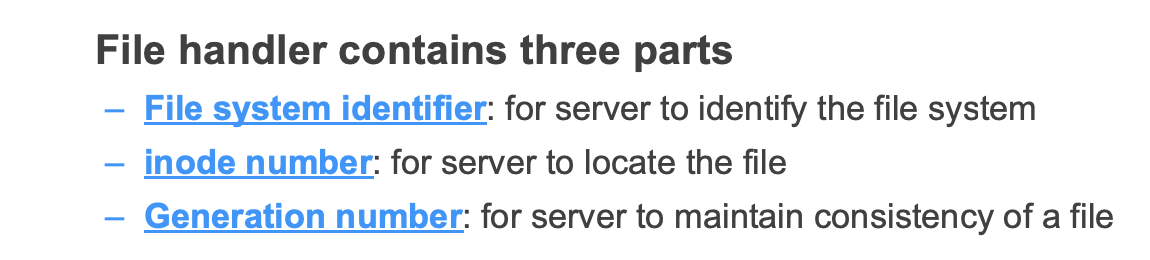 File handler contains three parts
– File system identifier: for server to identify the file system
– inode number: for server to locate the file
– Generation number: for server to maintain consistency of a file